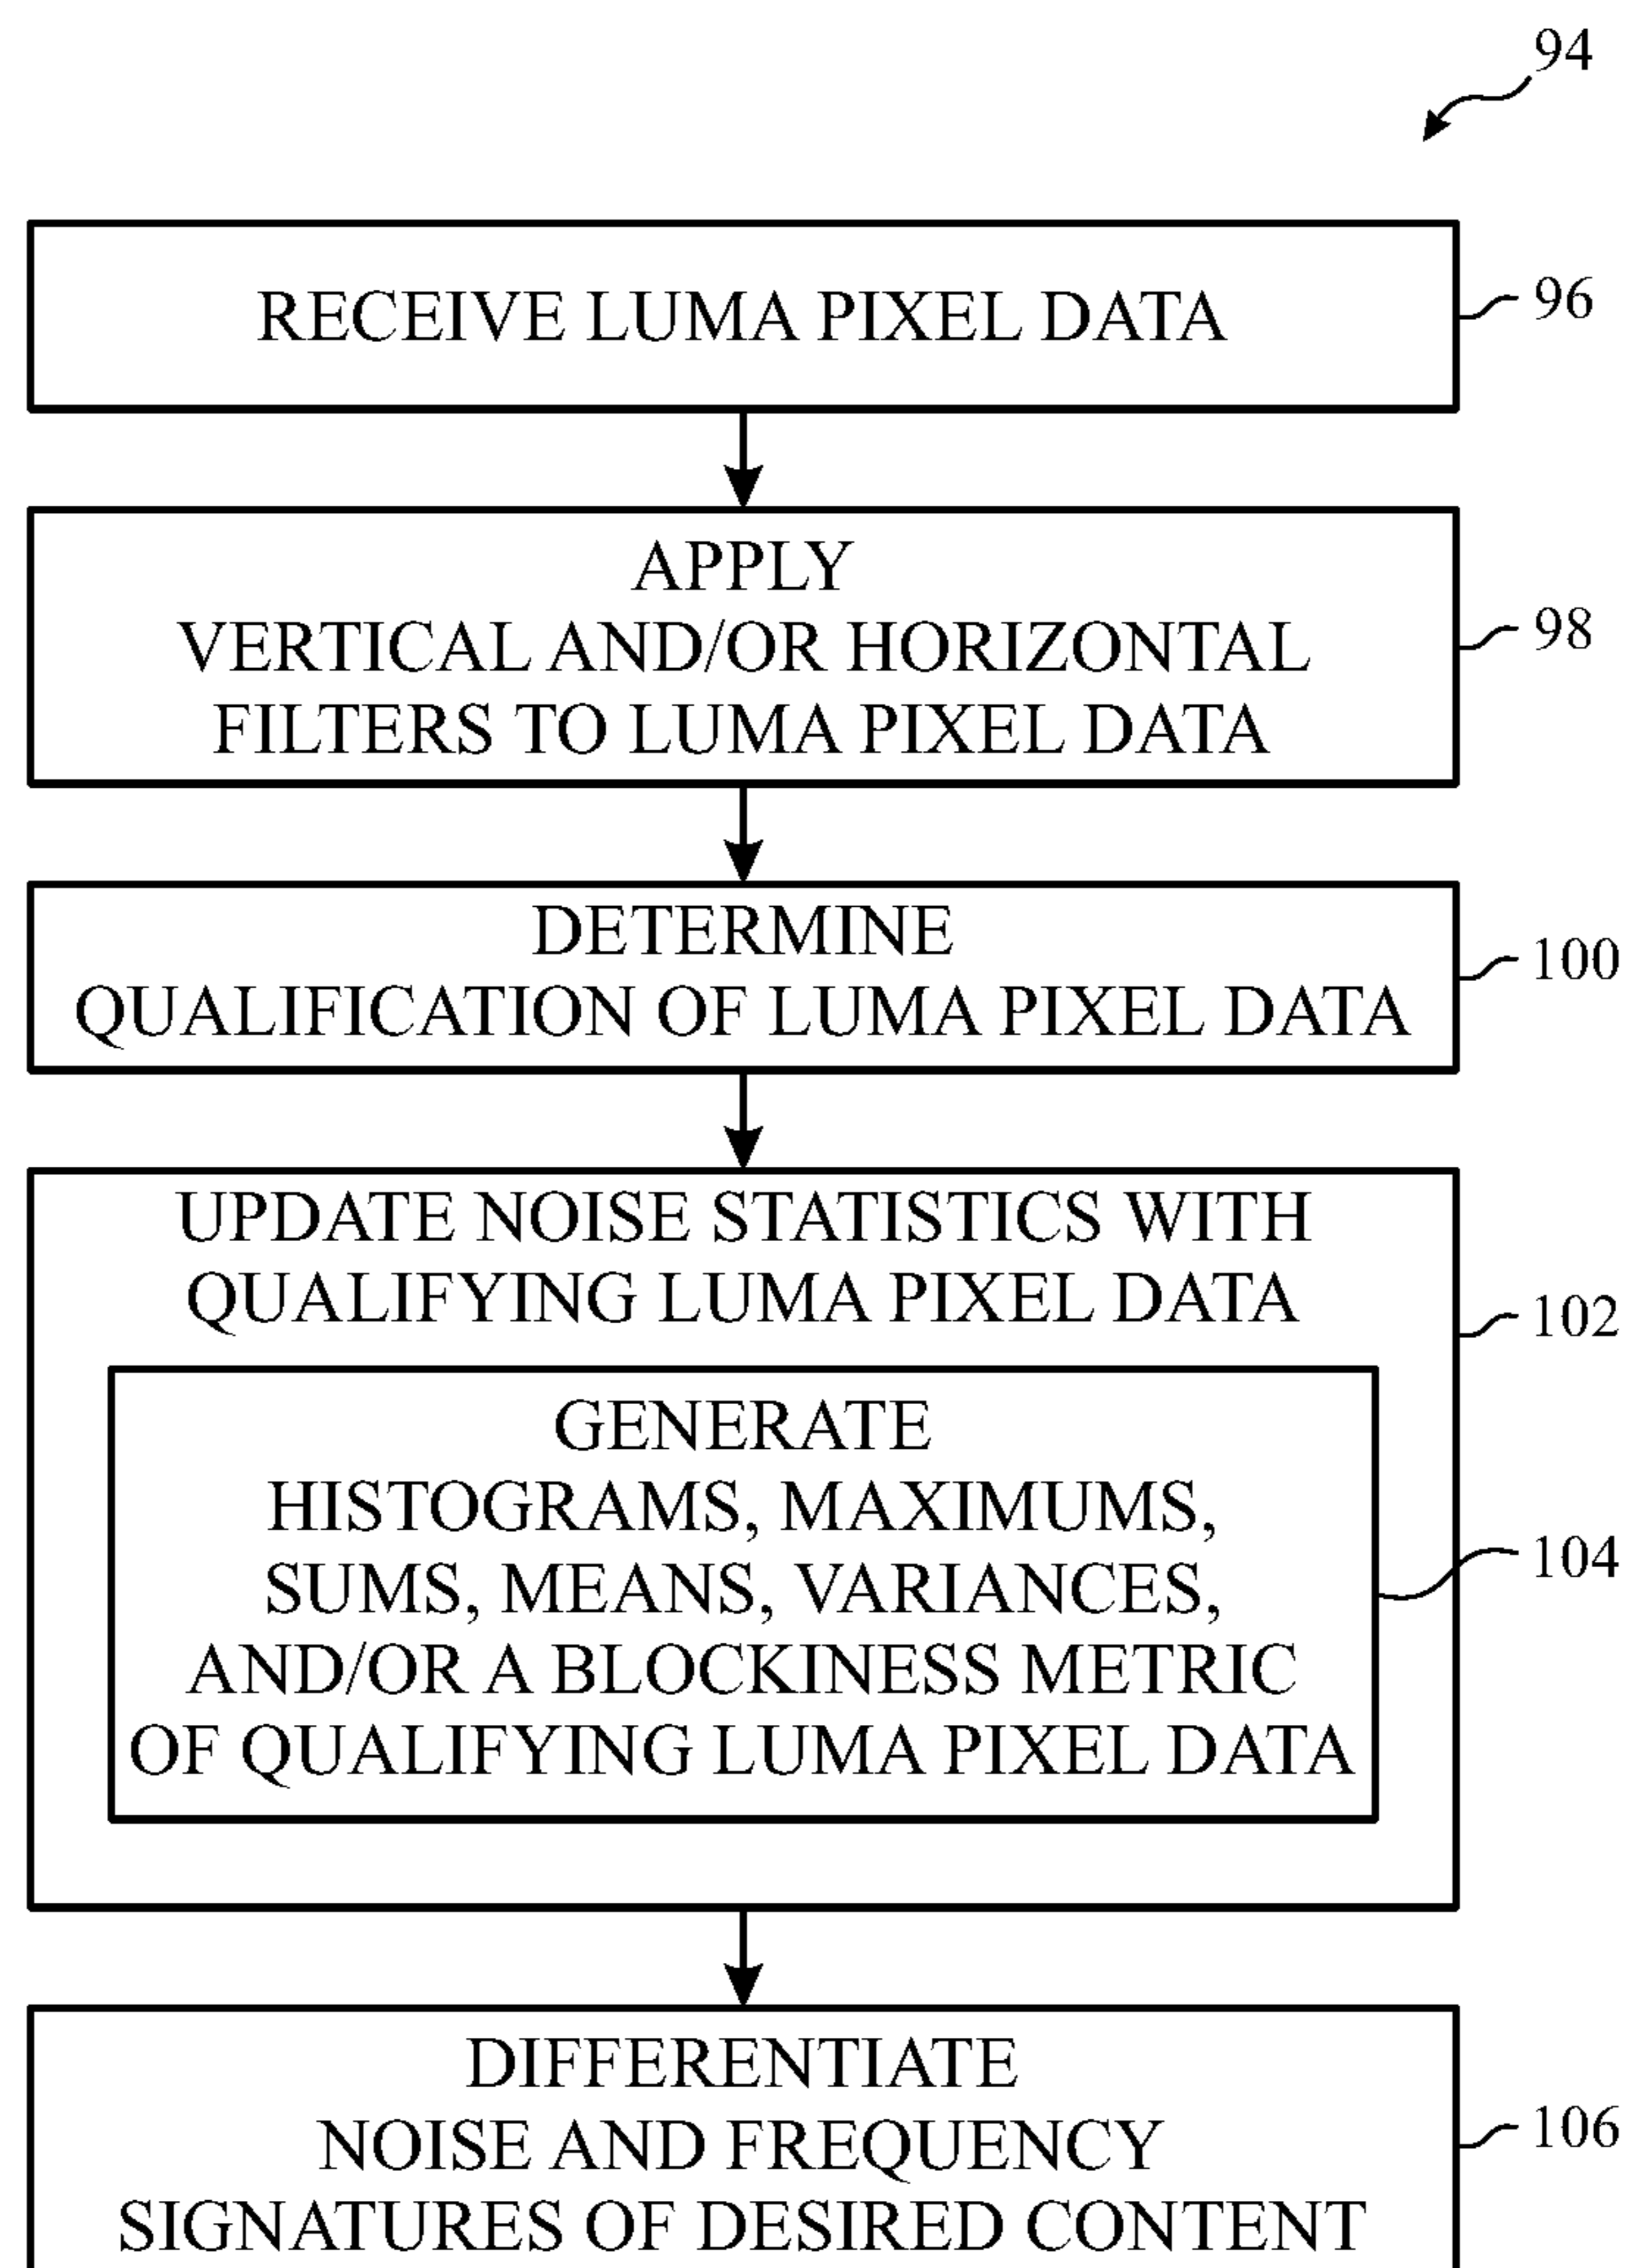 94
RECEIVE LUMA PIXEL DATA
96
APPLY
VERTICAL AND/OR HORIZONTAL
FILTERS TO LUMA PIXEL DATA
98
DETERMINE
QUALIFICATION OF LUMA PIXEL DATA
100
UPDATE NOISE STATISTICS WITH
QUALIFYING LUMA PIXEL DATA
102
GENERATE
HISTOGRAMS, MAXIMUMS,
SUMS, MEANS, VARIANCES,
AND/OR A BLOCKINESS METRIC
OF QUALIFYING LUMA PIXEL DATA
104
DIFFERENTIATE
NOISE AND FREQUENCY
SIGNATURES OF DESIRED CONTENT
106